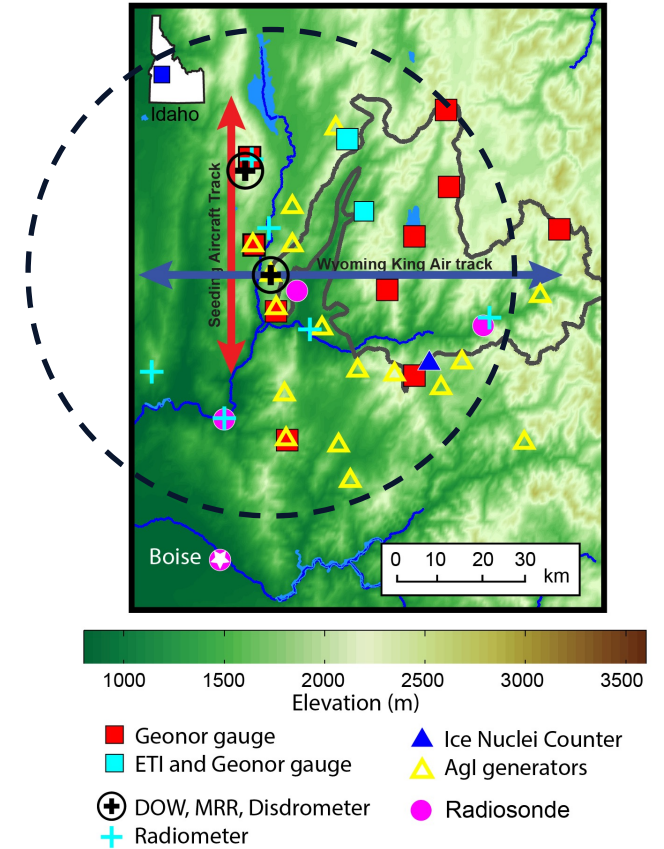 Idaho
Seeding Aircraft Track
Wyoming King Air track
Boise
0 10 20 30
km
1000 1500 2000 2500 3000 3500
Elevation (m)
Geonor gauge
ETI and Geonor gauge
DOW, MRR, Disdrometer
Radiometer
Ice Nuclei Counter
AgI generators
Radiosonde